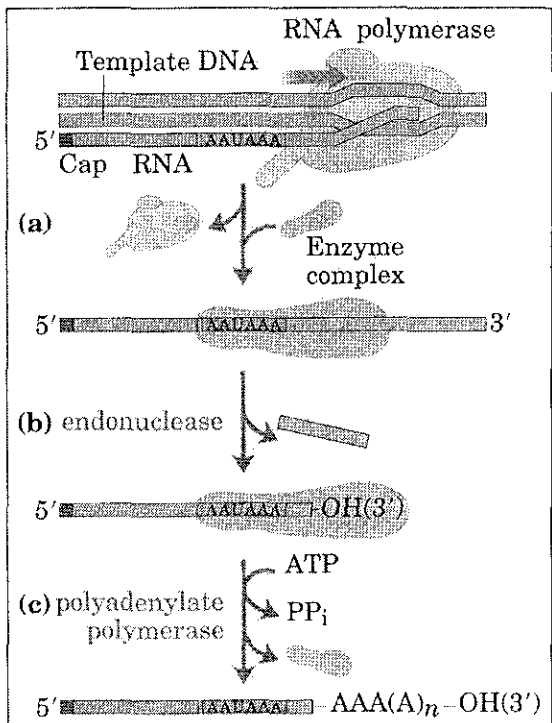 RNA polymerase
Template DNA
AAUAAA
5′
Cap RNA
(a)
Enzyme
complex
5′ AAUAAA 3′
(b) endonuclease
5′ AAUAAA -OH(3′)
ATP
(c) polyadenylate
polymerase
PPi
5′ AAUAAA AAA(A)n-OH(3′)